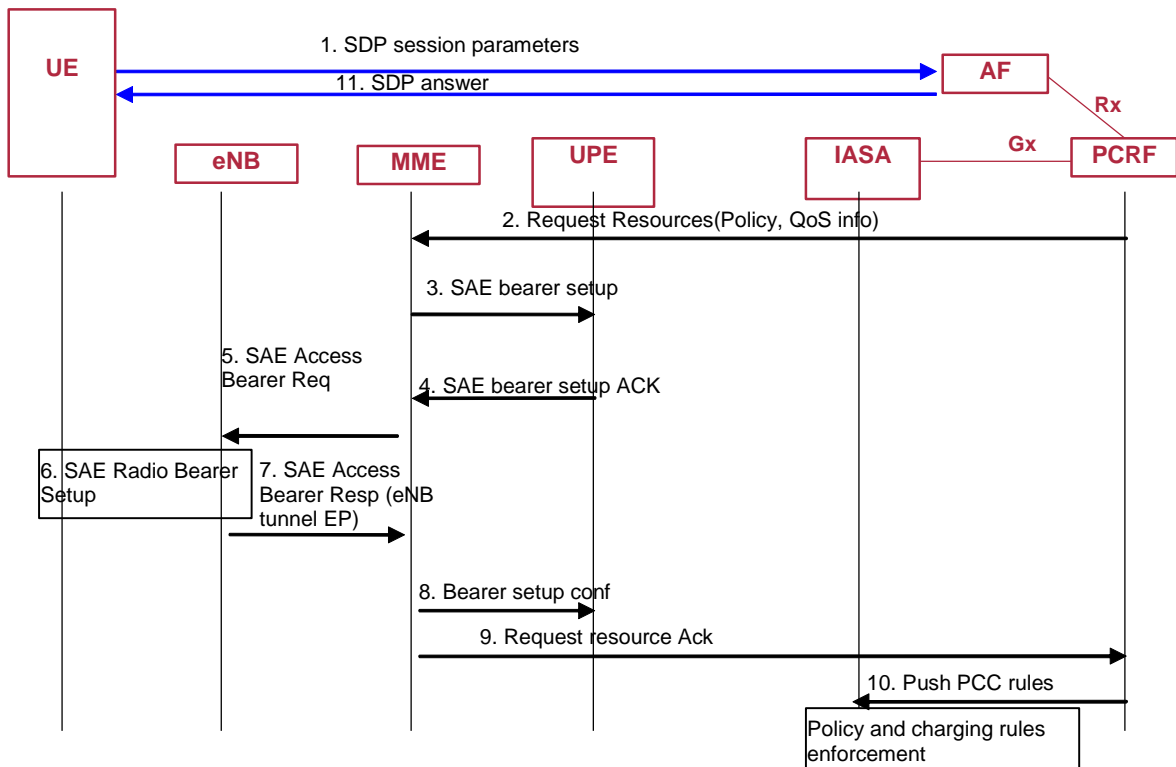 1. SDP session parameters
UE
AF
11. SDP answer
Rx
eNB
MME
UPE
IASA
Gx
PCRF
2. Request Resources(Policy, QoS info)
3. SAE bearer setup
5. SAE Access
Bearer Req
4. SAE bearer setup ACK
6. SAE Radio Bearer
Setup
7. SAE Access
Bearer Resp (eNB
tunnel EP)
8. Bearer setup conf
9. Request resource Ack
10. Push PCC rules
Policy and charging rules
enforcement